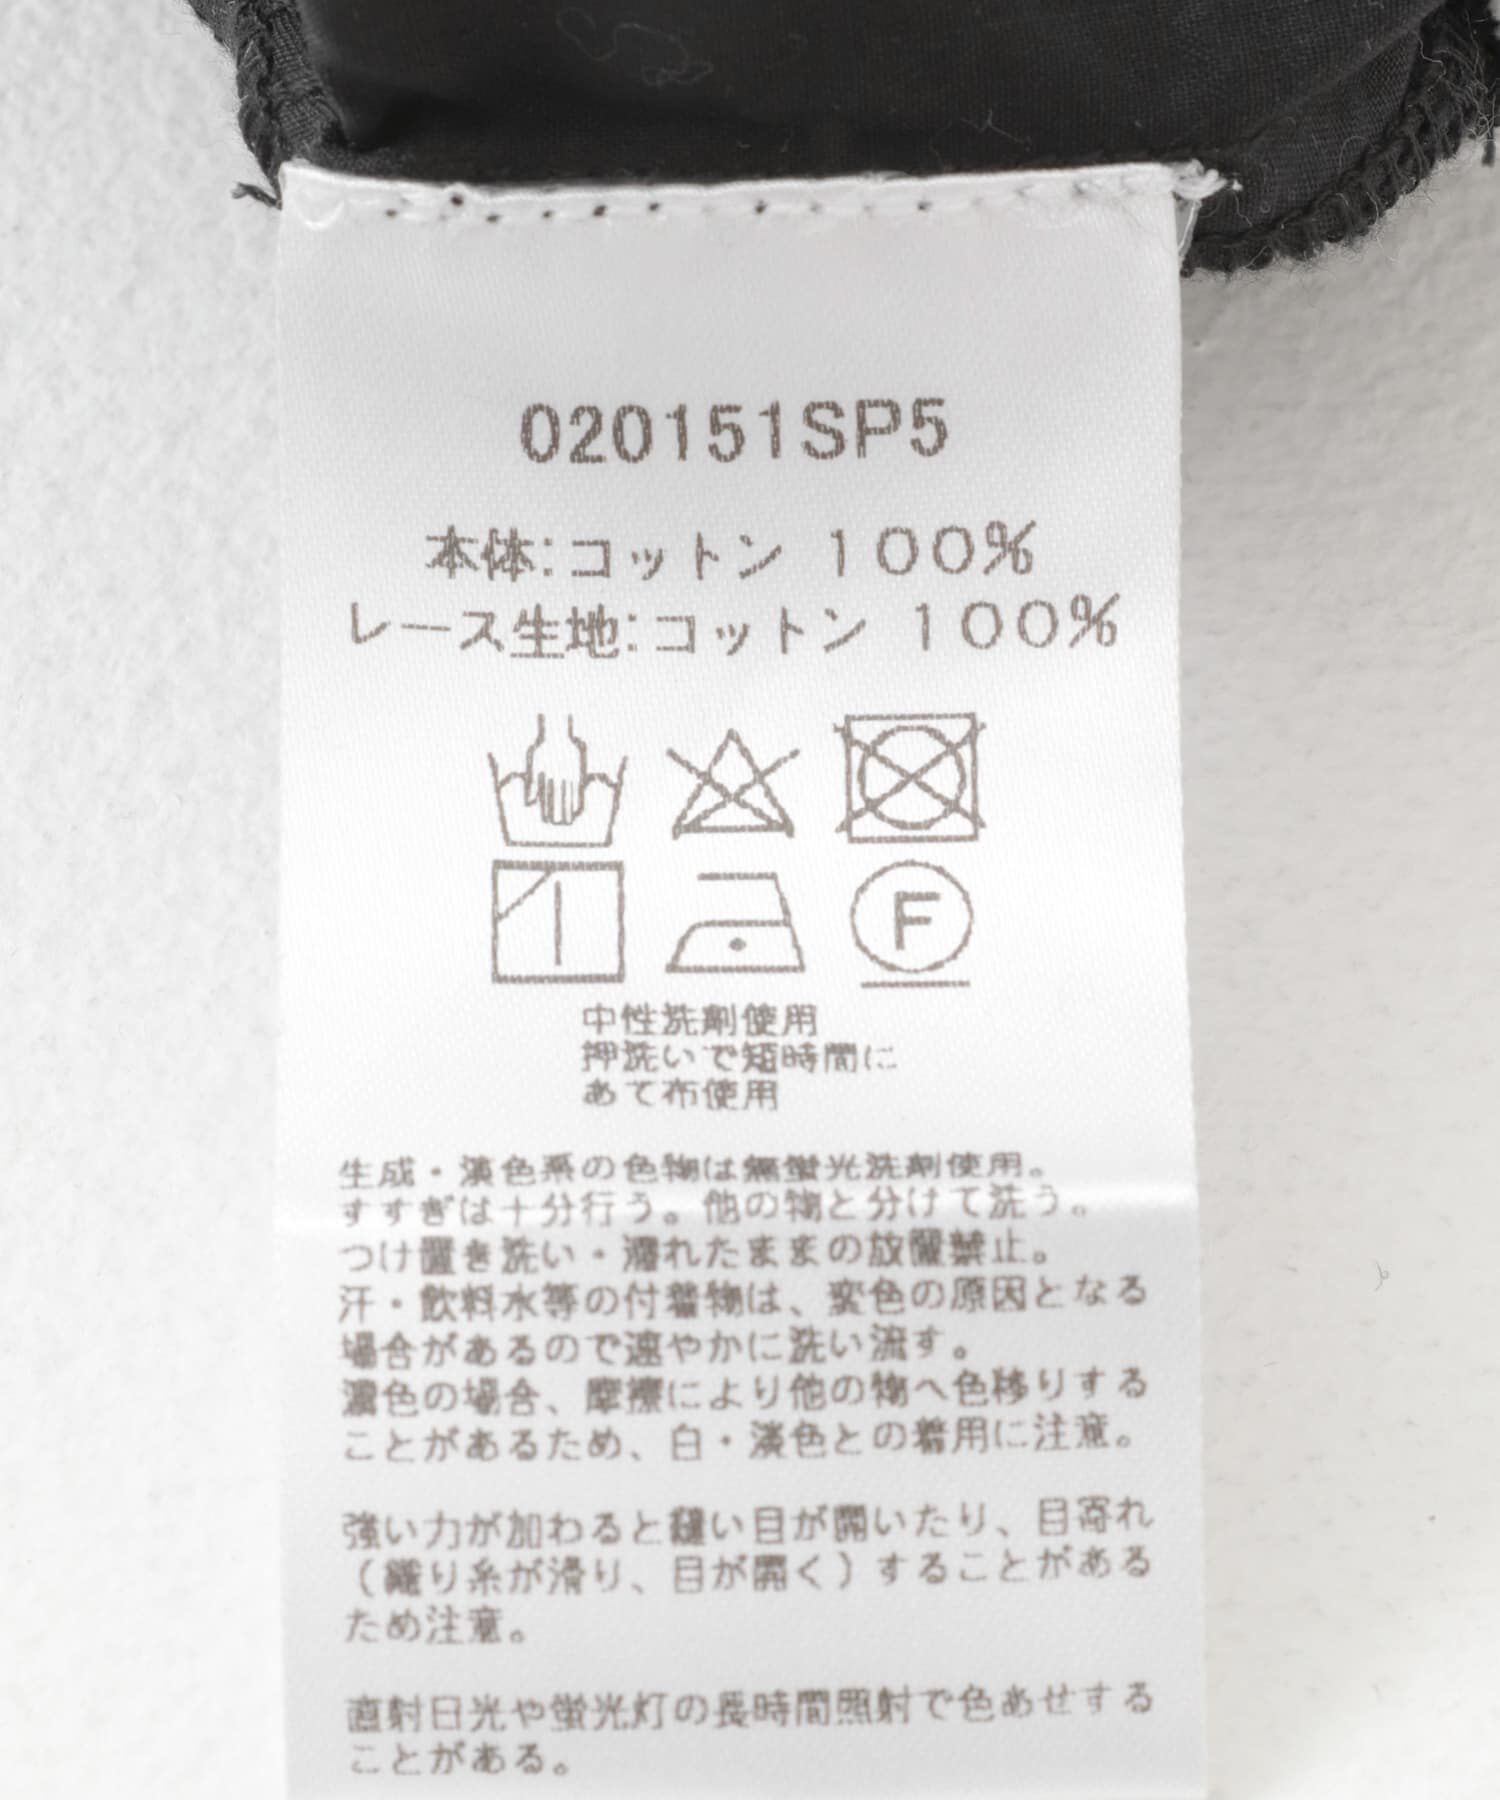 020151SP5
本体:コットン 100%
レース生地:コットン 100%
F
中性洗剤使用
押洗いで短時間に
あて布使用
生成・淡色系の色物は無蛍光洗剤使用。
すすぎは十分行う。他の物と分けて洗う。
つけ置き洗い・濡れたままの放置禁止。
汗・飲料水等の付着物は、変色の原因となる
場合があるので速やかに洗い流す。
濃色の場合、摩擦により他の物へ色移りする
ことがあるため、白・淡色との着用に注意。
強い力が加わると縫い目が開いたり、目寄れ
(織り糸が滑り、目が開く)することがある
ため注意。
直射日光や蛍光灯の長時間照射で色あせする
ことがある。